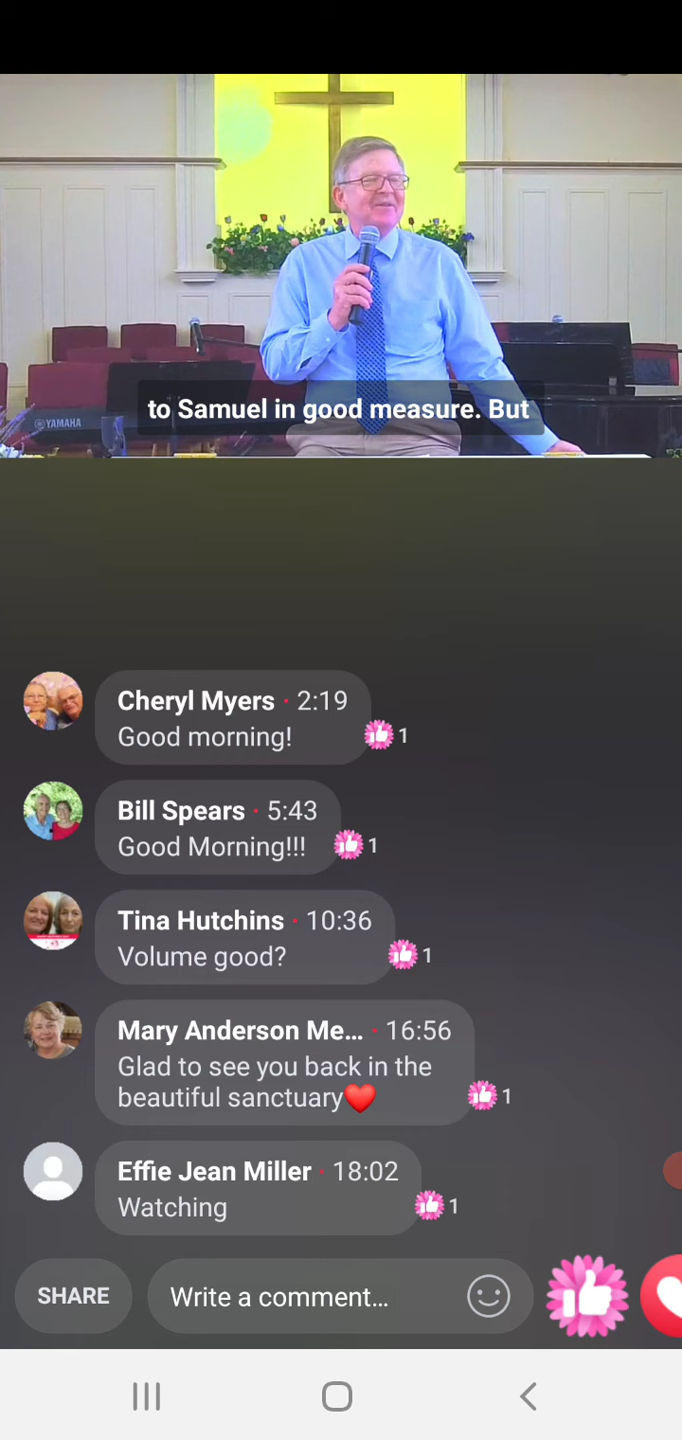 to Samuel in good measure. But
YAMAHA
Cheryl Myers · 2:19
Good morning!
1
Bill Spears · 5:43
Good Morning!!!
1
Tina Hutchins · 10:36
Volume good?
1
Mary Anderson Me... · 16:56
Glad to see you back in the
beautiful sanctuary❤️
1
Effie Jean Miller · 18:02
Watching
1
SHARE
Write a comment...